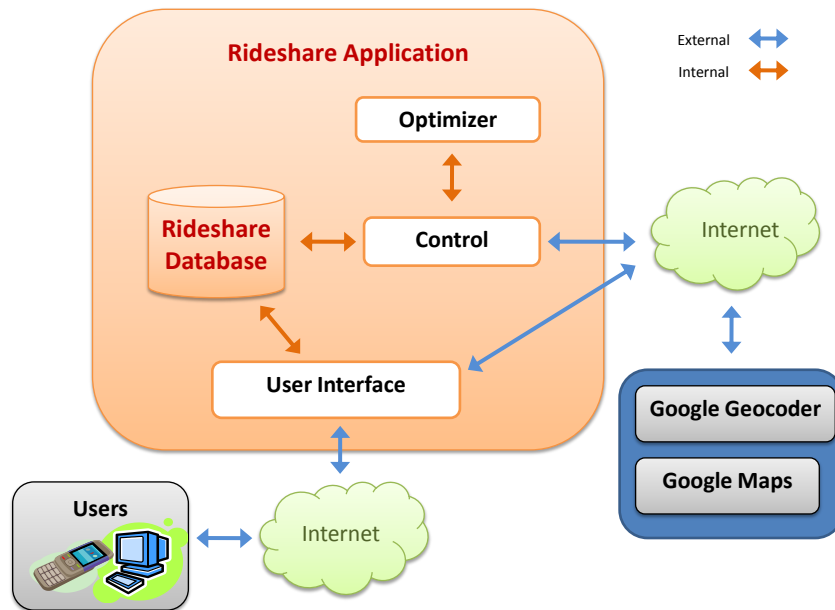 Rideshare Application
External
Internal
Optimizer
Rideshare
Database
Control
Internet
User Interface
Google Geocoder
Google Maps
Users
Internet